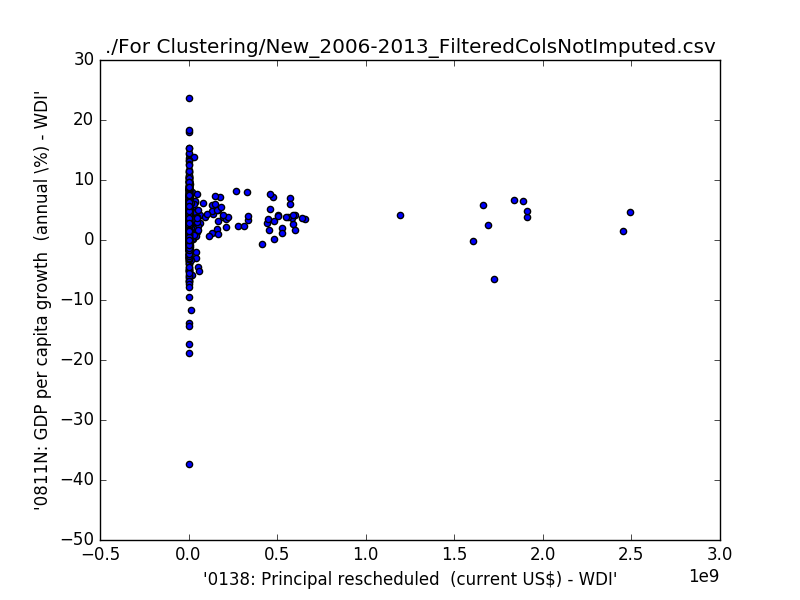 ./For Clustering/New_2006-2013_FilteredColsNotImputed.csv
30
20
10
0
−10
−20
−30
−40
−50
'0811N: GDP per capita growth  (annual \%) - WDI'
−0.5 0.0 0.5 1.0 1.5 2.0 2.5 3.0
1e9
'0138: Principal rescheduled  (current US$) - WDI'